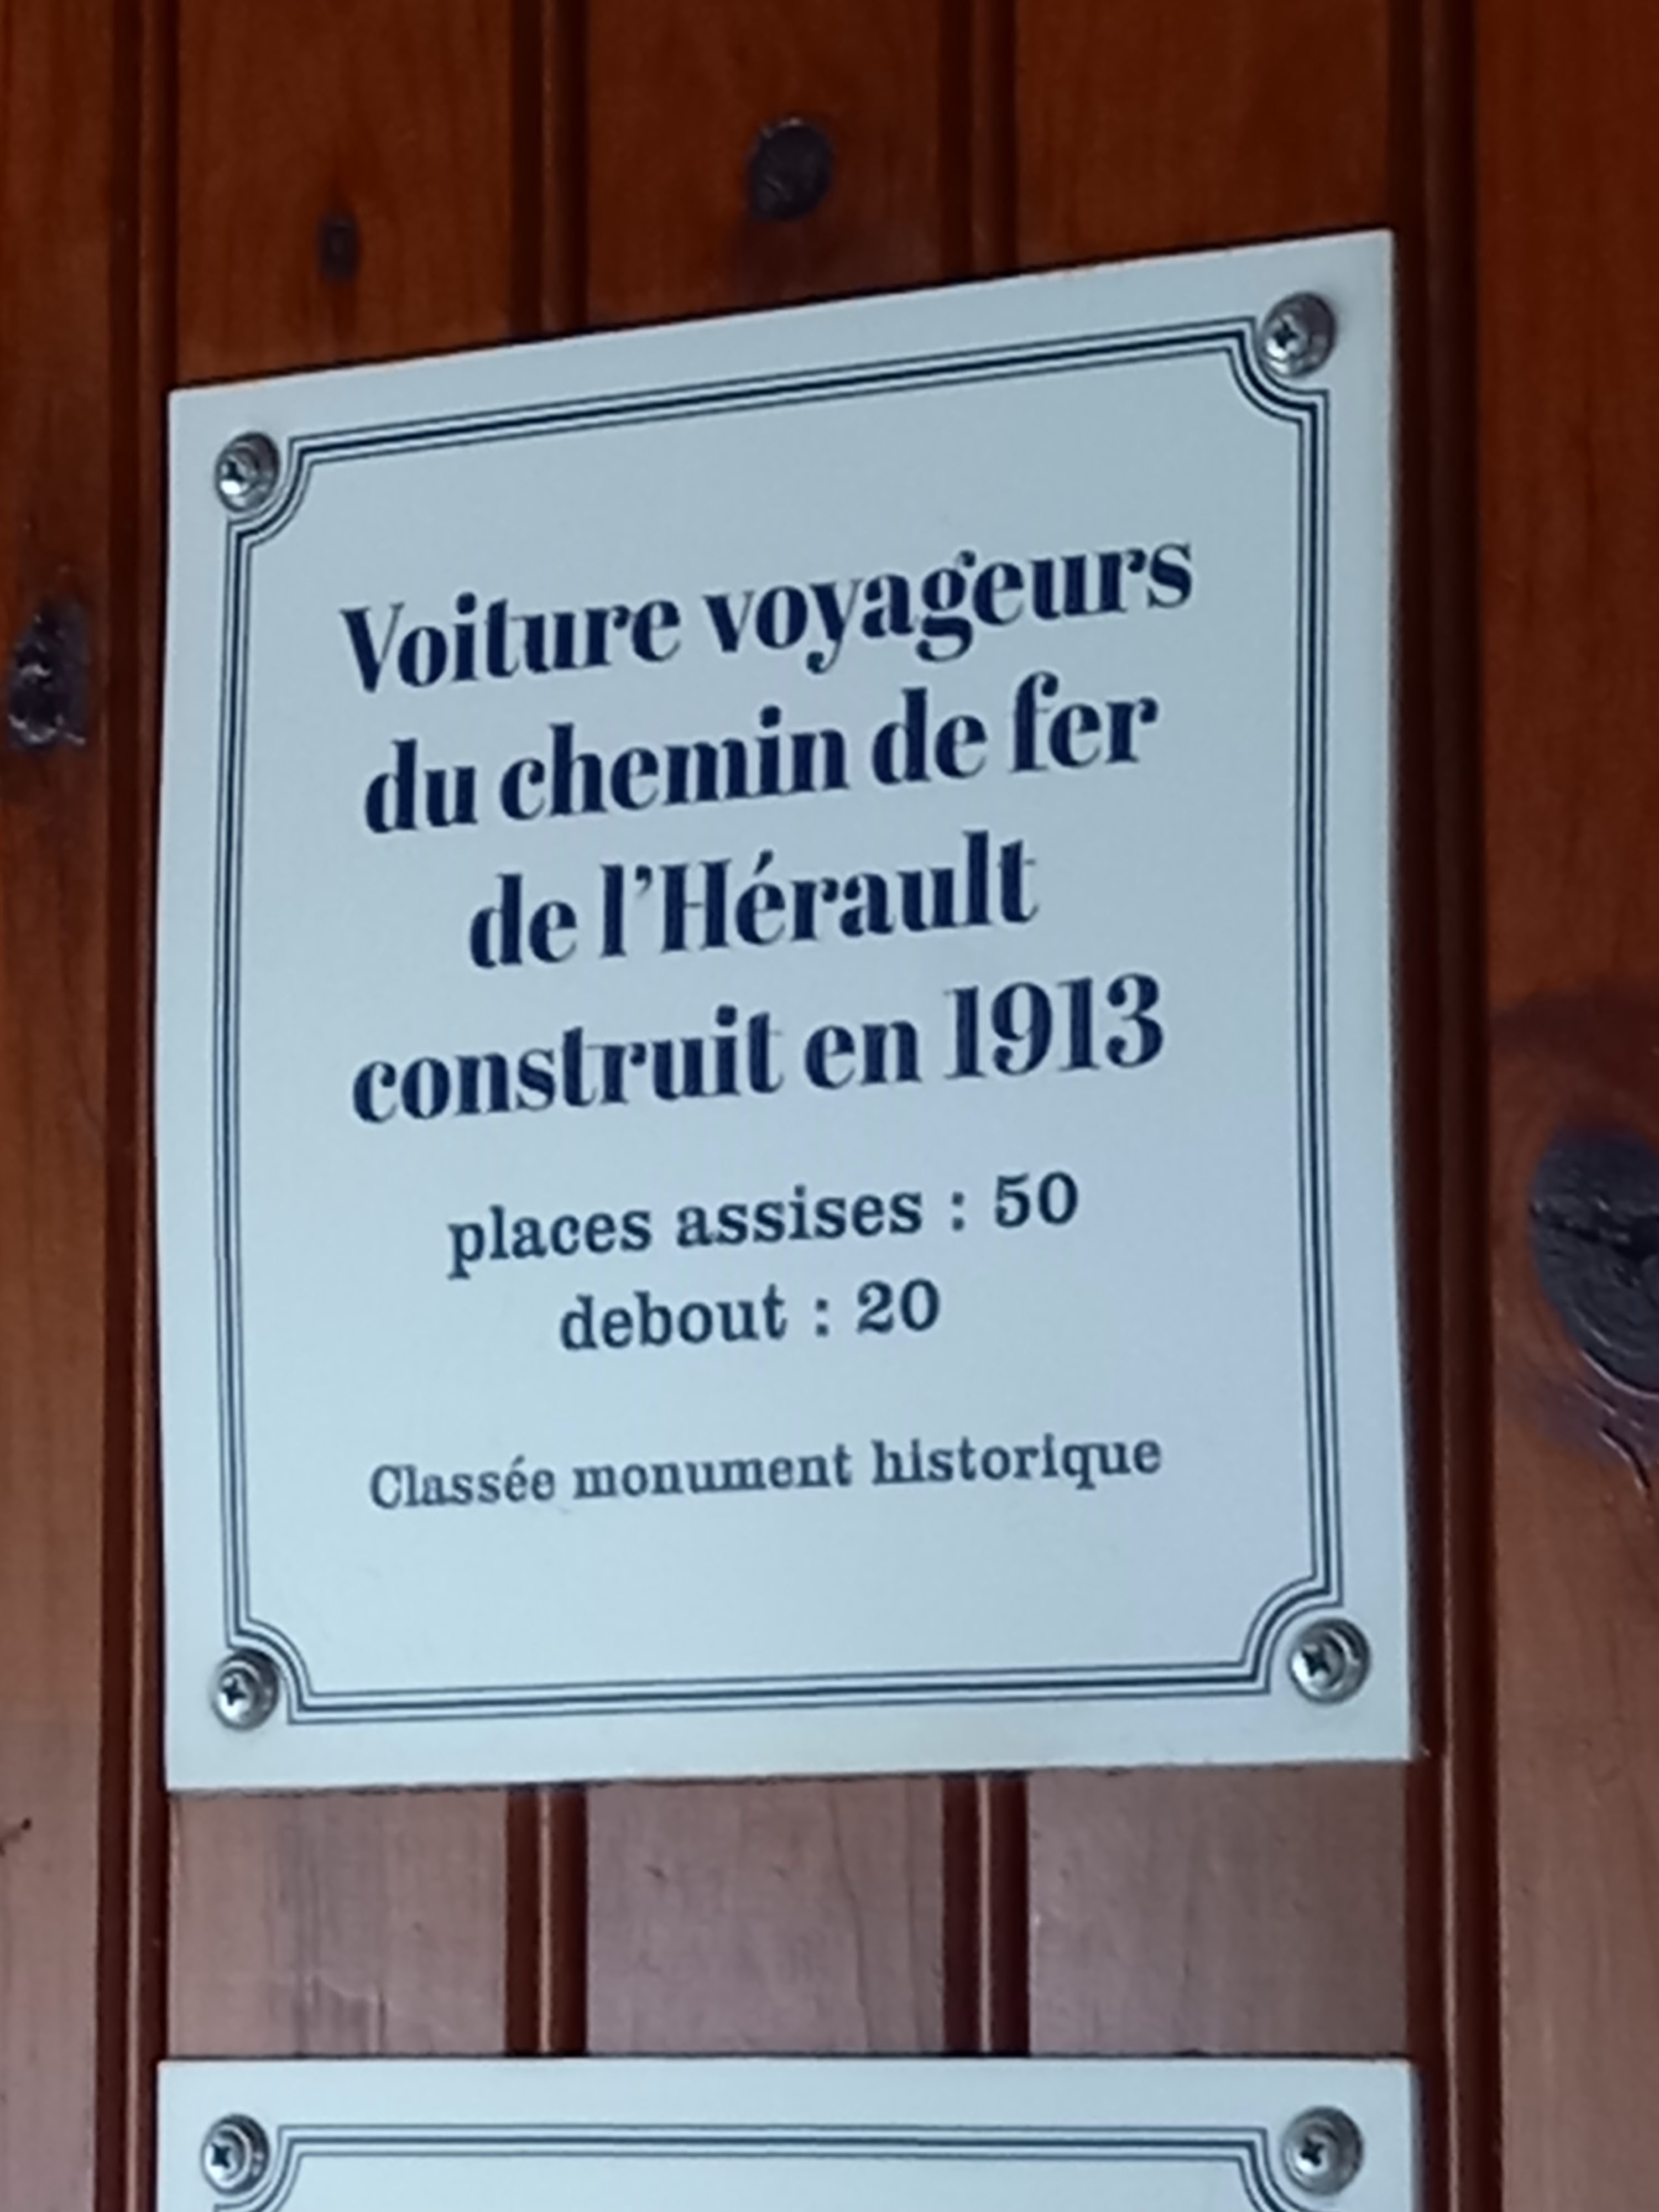 Voiture voyageurs
du chemin de fer
de l'Hérault
construit en 1913
places assises : 50
debout : 20
Classée monument historique